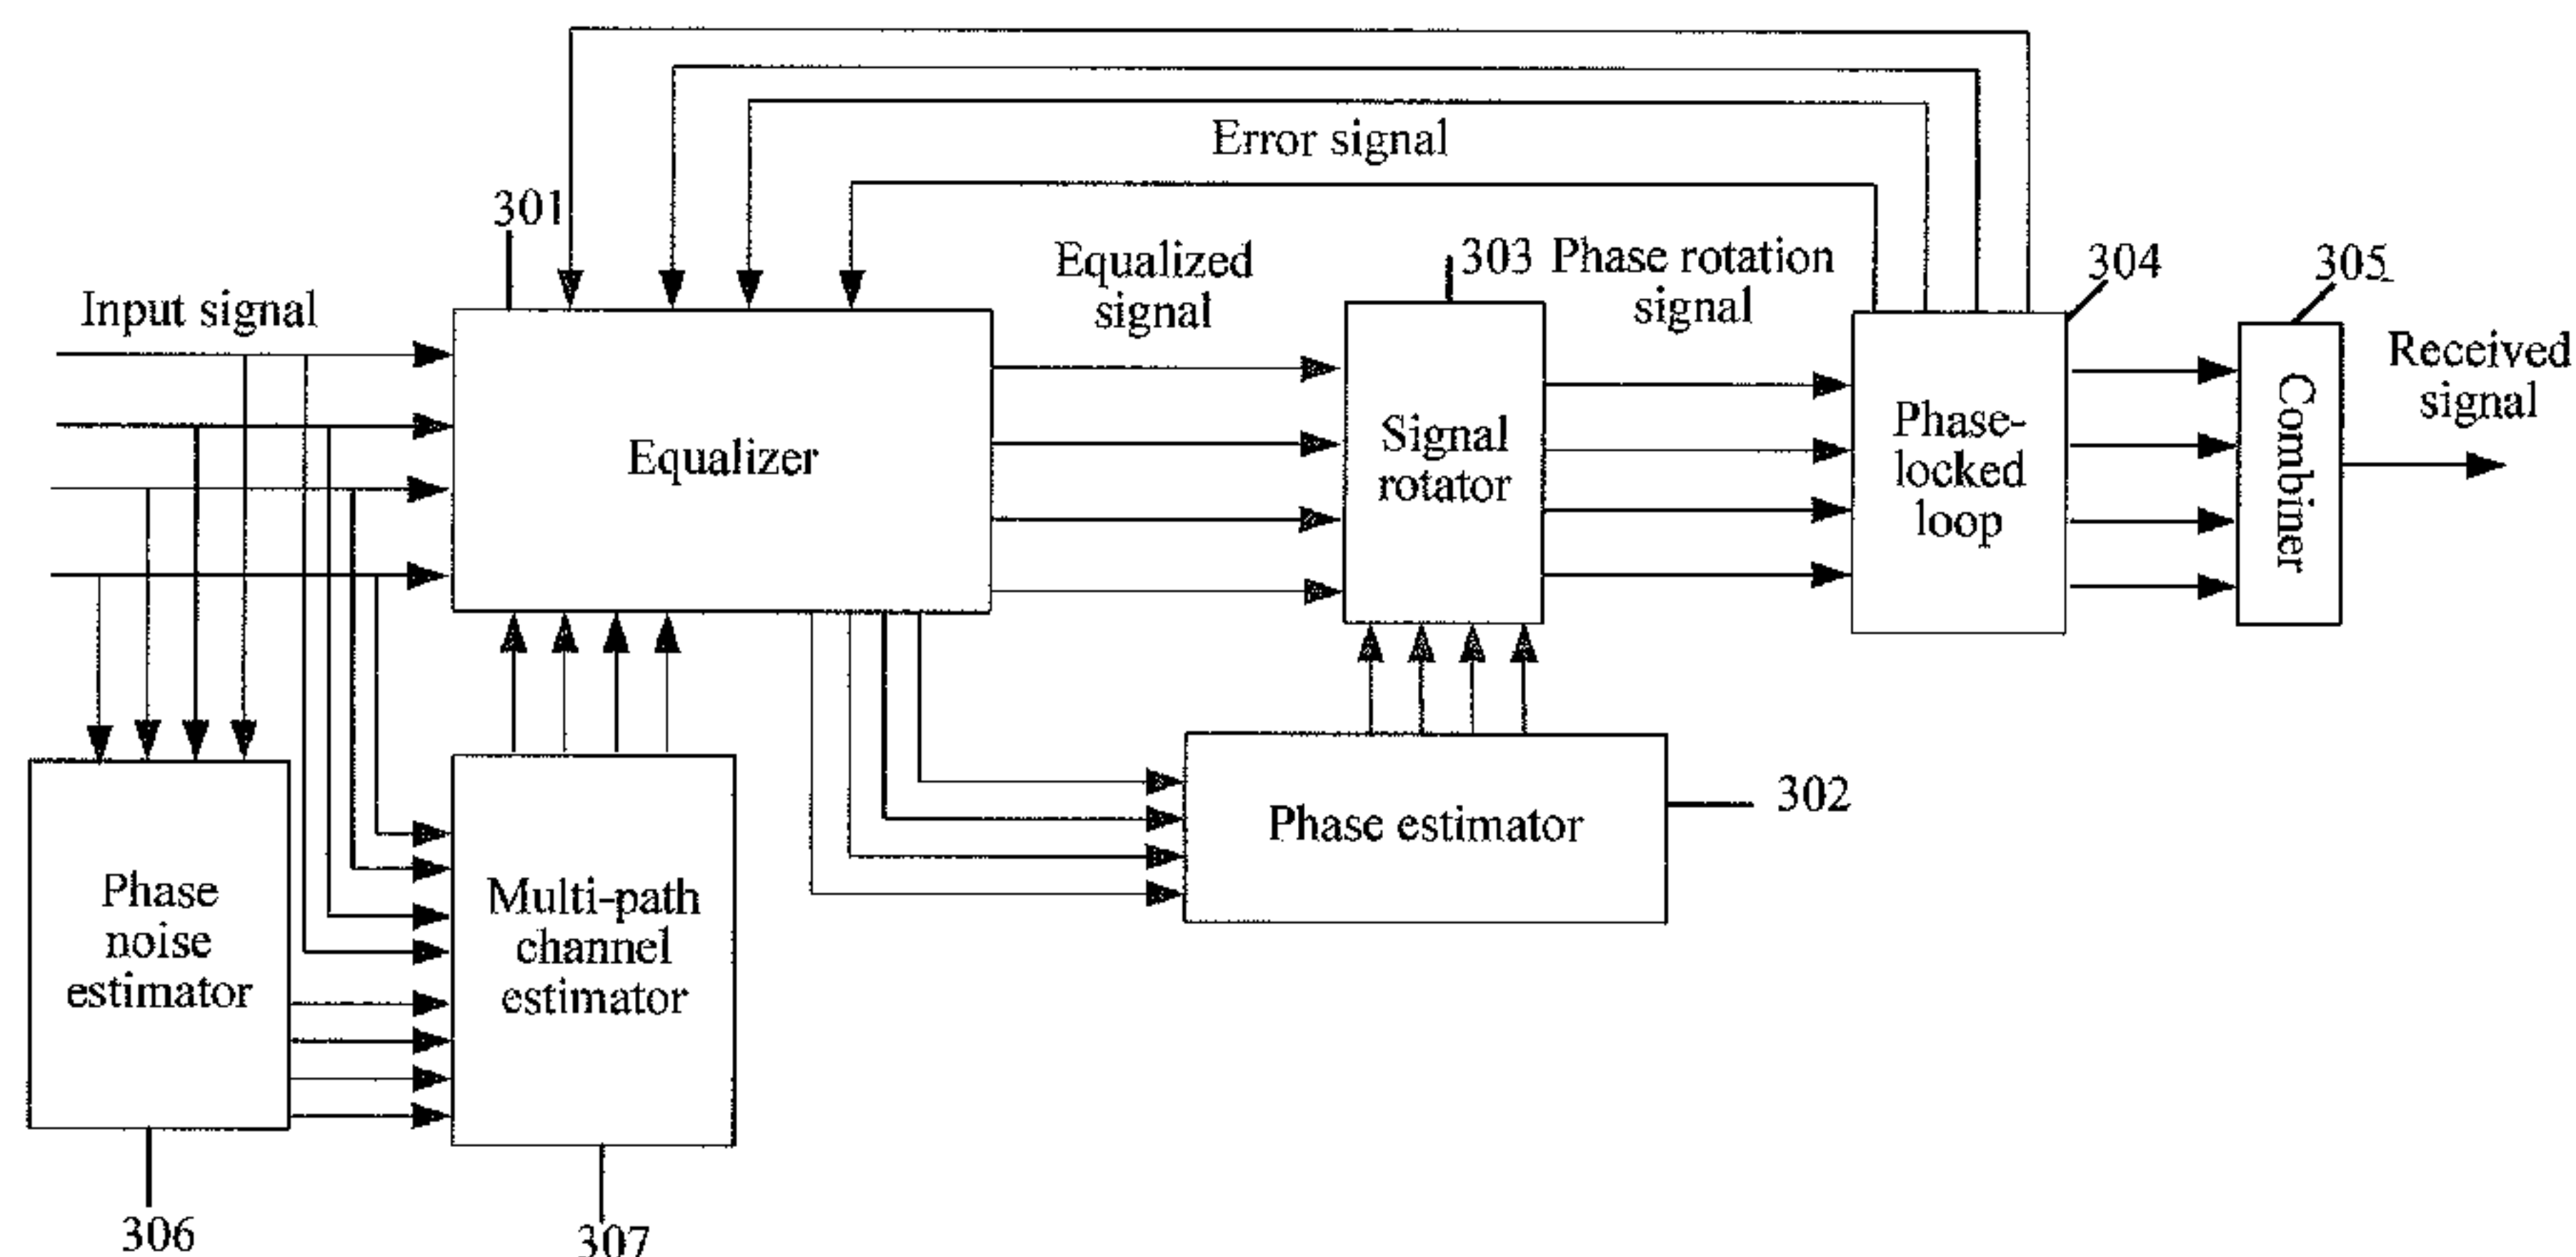 Error signal
301
Input signal
Equalized
signal
303
Phase rotation
signal
304
305
Received
signal
Equalizer
Signal
rotator
Phase-
locked
loop
Combiner
Phase estimator
302
Phase
noise
estimator
Multi-path
channel
estimator
306
307